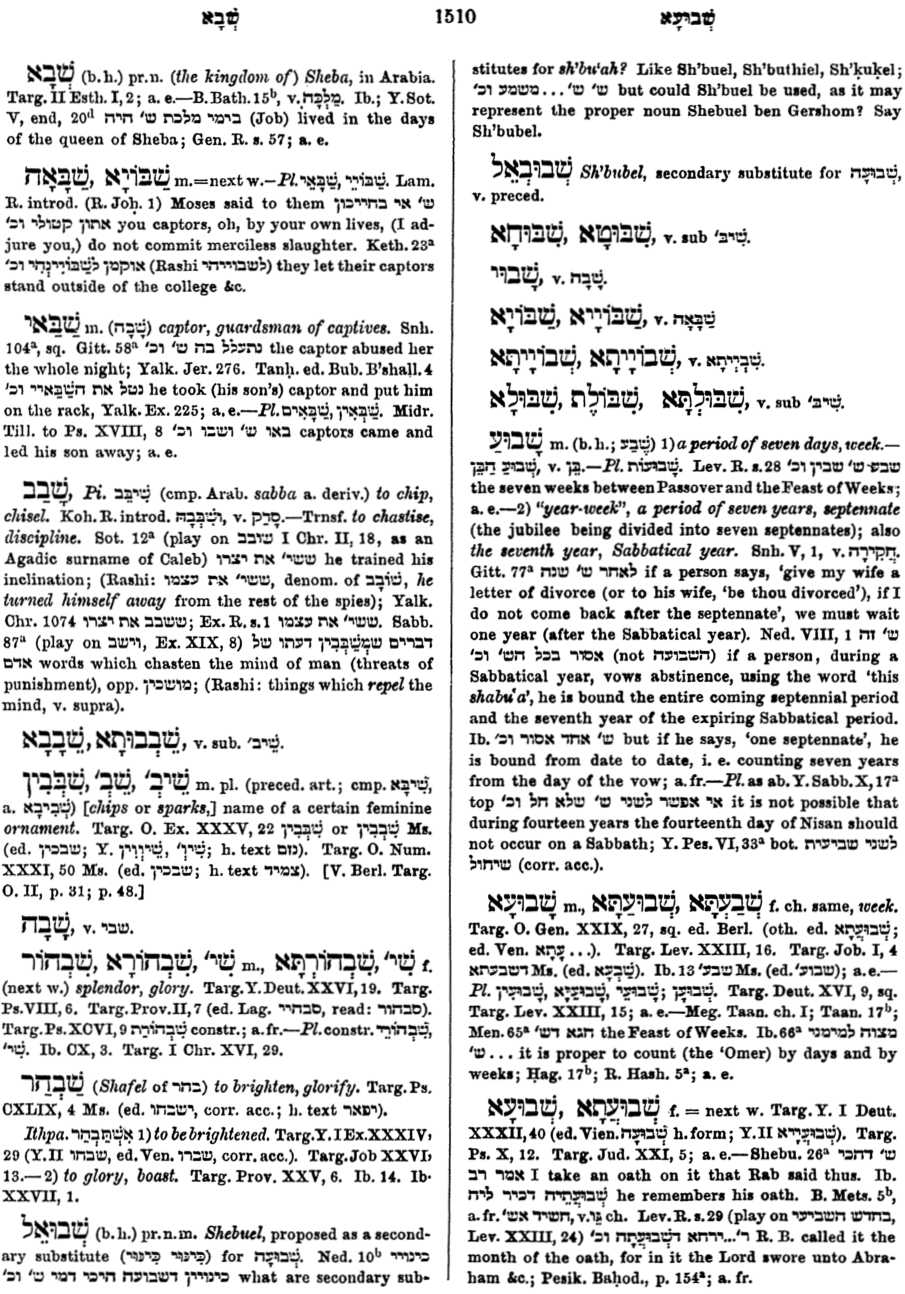 שְׁבָא
1510
שְׁבוּעָא
שְׁבָא (b. h.) pr. n. (the kingdom of) Sheba, in Arabia.
Targ. II Esth. I, 2; a. e.—B. Bath. 15ᵇ, v. מַלְכָּה. Ib.; Y. Sot.
V, end, 20ᵈ בימי מלכת ש׳ היה (Job) lived in the days
of the queen of Sheba; Gen. R. s. 57; a. e.
שַׁבּוֹיָא, שַׁבָּאָה m.=next w.—Pl. שַׁבָּאֵי, שַׁבּוֹיֵי. Lam.
R. introd. (R. Joḥ. 1) Moses said to them ש׳ אי בחייכון
אתון קטולי וכ׳ you captors, oh, by your own lives, (I ad-
jure you,) do not commit merciless slaughter. Keth. 23ᵃ
אוקמן לשַׁבּוֹיִינְהִי וכ׳ (Rashi לשבוייהי) they let their captors
stand outside of the college &c.
שַׁבַּאי m. (שָׁבָה) captor, guardsman of captives. Snh.
104ᵃ, sq. Gitt. 58ᵃ נתעלל בה ש׳ וכ׳ the captor abused her
the whole night; Yalk. Jer. 276. Tanḥ. ed. Bub. B'shall. 4
נטל את השַׁבַּאיי וכ׳ he took (his son's) captor and put him
on the rack, Yalk. Ex. 225; a. e.—Pl. שַׁבָּאִין, שַׁבָּאִים. Midr.
Till. to Ps. XVIII, 8 באו ש׳ ושבו וכ׳ captors came and
led his son away; a. e.
שָׁבַב, Pi. שִׁיבֵּב (cmp. Arab. sabba a. deriv.) to chip,
chisel. Koh. R. introd. וְשִׁבְּבָהּ, v. סָרַק.—Trnsf. to chastise,
discipline. Sot. 12ᵃ (play on שובב I Chr. II, 18, as an
Agadic surname of Caleb) ששי׳ את יצרו he trained his
inclination; (Rashi: ששי׳ את עצמו, denom. of שׁוֹבָב, he
turned himself away from the rest of the spies); Yalk.
Chr. 1074 ששבב את יצרו; Ex. R. s. 1 ששי׳ את עצמו. Sabb.
87ᵃ (play on וישב, Ex. XIX, 8) דברים שמְשַׁבְּבִין דעתו של
אדם words which chasten the mind of man (threats of
punishment), opp. מושכין; (Rashi: things which repel the
mind, v. supra).
שְׁבְבוּתָא, שְׁבָבָא, v. sub. שִׁיב׳.
שֵׁיב׳, שֵׁב׳, שְׁבָבִין m. pl. (preced. art.; cmp. שִׁיבָּא,
a. שְׁבִיבָא) [chips or sparks,] name of a certain feminine
ornament. Targ. O. Ex. XXXV, 22 שְׁבָבִין or שִׁבְּבִין Ms.
(ed. שבכין; Y. שִׁיווְיִן, שִׁיו׳; h. text נזם). Targ. O. Num.
XXXI, 50 Ms. (ed. שבכין; h. text צמיד). [V. Berl. Targ.
O. II, p. 31; p. 48.]
שָׁבָה, v. שבי.
שִׁבְהוֹר, שִׁבְהוֹרָא, שִׁי׳ m., שִׁבְהוֹרְתָּא, שִׁי׳ f.
(next w.) splendor, glory. Targ. Y. Deut. XXVI, 19. Targ.
Ps. VIII, 6. Targ. Prov. II, 7 (ed. Lag. סבהיר, read: סבהור).
Targ. Ps. XCVI, 9 שִׁבְהוֹרַת constr.; a. fr.—Pl. constr. שִׁבְהוֹרֵי,
שִׁי׳. Ib. CX, 3. Targ. I Chr. XVI, 29.
שַׁבְהַר (Shafel of בהר) to brighten, glorify. Targ. Ps.
CXLIX, 4 Ms. (ed. ישבחו, corr. acc.; h. text יפאר).
Ithpa. אִשְׁתַּבְהַר 1) to be brightened. Targ. Y. I Ex. XXXIV,
29 (Y. II שבהו, ed. Ven. שברו, corr. acc.). Targ. Job XXVI,
13.—2) to glory, boast. Targ. Prov. XXV, 6. Ib. 14. Ib.
XXVII, 1.
שְׁבוּאֵל (b. h.) pr. n. m. Shebuel, proposed as a second-
ary substitute (כִּינּוּי כִּינּוּי) for שְׁבוּעָה. Ned. 10ᵇ כינויי
כינויין דשבועה היכי דמי ש׳ וכ׳ what are secondary sub-
stitutes for sh'bu‘ah? Like Sh'buel, Sh'buthiel, Sh'ḳuḳel;
ש׳ ש׳... משמע וכ׳ but could Sh'buel be used, as it may
represent the proper noun Shebuel ben Gershom? Say
Sh'bubel.
שְׁבוּבְאֵל Sh'bubel, secondary substitute for שְׁבוּעָה,
v. preced.
שִׁבּוּטָא, שִׁבּוּחָא, v. sub שִׁיב׳.
שָׁבוּי, v. שָׁבָה.
שַׁבּוֹיָיא, שַׁבּוֹיָא, v. שַׁבָּאָה
שְׁבוֹיָיתָא, שְׁבוֹיְתָא, v. שִׁבְיְיתָא.
שִׁבּוּלְתָּא, שִׁבּוֹלֶת, שִׁבּוּלָא, v. sub שִׁיב׳.
שָׁבוּעַ m. (b. h.; שֶׁבַע) 1) a period of seven days, week.—
שְׁבוּעַ הַבֵּן, v. בֵּן.—Pl. שָׁבוּעוֹת. Lev. R. s. 28 שבע ש׳ שבין וכ׳
the seven weeks between Passover and the Feast of Weeks;
a. e.—2) “year-week”, a period of seven years, septennate
(the jubilee being divided into seven septennates); also
the seventh year, Sabbatical year. Snh. V, 1, v. חֲקִירָה.
Gitt. 77ᵃ לאחר ש׳ שנה if a person says, ‘give my wife a
letter of divorce (or to his wife, ‘be thou divorced’), if I
do not come back after the septennate’, we must wait
one year (after the Sabbatical year). Ned. VIII, 1 ש׳ זה
אסור בכל הש׳ וכ׳ (not השבועה) if a person, during a
Sabbatical year, vows abstinence, using the word ‘this
shabu‘a’, he is bound the entire coming septennial period
and the seventh year of the expiring Sabbatical period.
Ib. ש׳ אחד אסור וכ׳ but if he says, ‘one septennate’, he
is bound from date to date, i. e. counting seven years
from the day of the vow; a. fr.—Pl. as ab. Y. Sabb. X, 17ᵃ
top אי אפשר לשני ש׳ שלא חל וכ׳ it is not possible that
during fourteen years the fourteenth day of Nisan should
not occur on a Sabbath; Y. Pes. VI, 33ᵃ bot. לשני שביעית
שיחול (corr. acc.).
שָׁבוּעָא m., שְׁבוּעַתָּא, שְׁבַעְתָּא f. ch. same, week.
Targ. O. Gen. XXIX, 27, sq. ed. Berl. (oth. ed. שְׁבוּעֲתָא;
ed. Ven. עֲתָא...). Targ. Lev. XXIII, 16. Targ. Job. I, 4
דשבעתא Ms. (ed. שָׁבְעָא). Ib. 13 שבע׳ Ms. (ed. שבוע׳); a. e.—
Pl. שָׁבוּעִין, שָׁבוּעַיָּא, שָׁבוּעֵי; שָׁבוּעָן. Targ. Deut. XVI, 9, sq.
Targ. Lev. XXIII, 15; a. e.—Meg. Taan. ch. I; Taan. 17ᵇ;
Men. 65ᵃ חגא דש׳ the Feast of Weeks. Ib. 66ᵃ מצוה למימני
ש׳... it is proper to count (the ‘Omer) by days and by
weeks; Ḥag. 17ᵇ; R. Hash. 5ᵃ; a. e.
שְׁבוּעֲתָא, שְׁבוּעָא f. = next w. Targ. Y. I Deut.
XXXII, 40 (ed. Vien. שְׁבוּעָה h. form; Y. II שְׁבוּעֲיָיא). Targ.
Ps. X, 12. Targ. Jud. XXI, 5; a. e.—Shebu. 26ᵃ ש׳ דהכי
אמר רב I take an oath on it that Rab said thus. Ib.
שְׁבוּעֲתֵיהּ דכיר ליה he remembers his oath. B. Mets. 5ᵇ,
a. fr. חשיד אש׳, v. גַּוּ ch. Lev. R. s. 29 (play on בחדש השביעי,
Lev. XXIII, 24) ר׳...ירחא דשְׁבוּעֲתָה וכ׳ R. B. called it the
month of the oath, for in it the Lord swore unto Abra-
ham &c.; Pesik. Baḥod., p. 154ᵃ; a. fr.